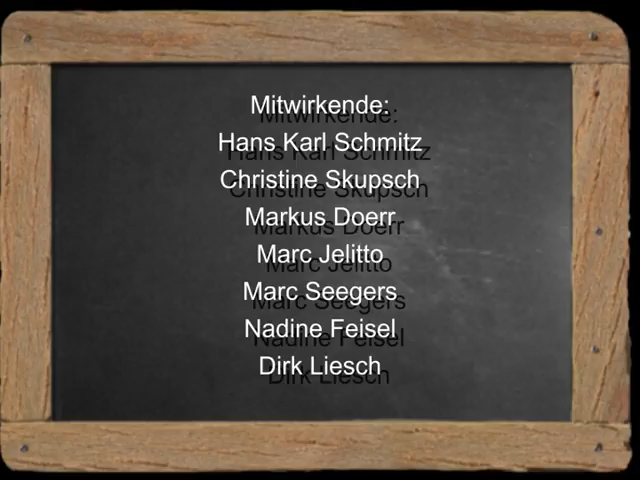 Mitwirkende:
Hans Karl Schmitz
Christine Skupsch
Markus Doerr
Marc Jelitto
Marc Seegers
Nadine Feisel
Dirk Liesch